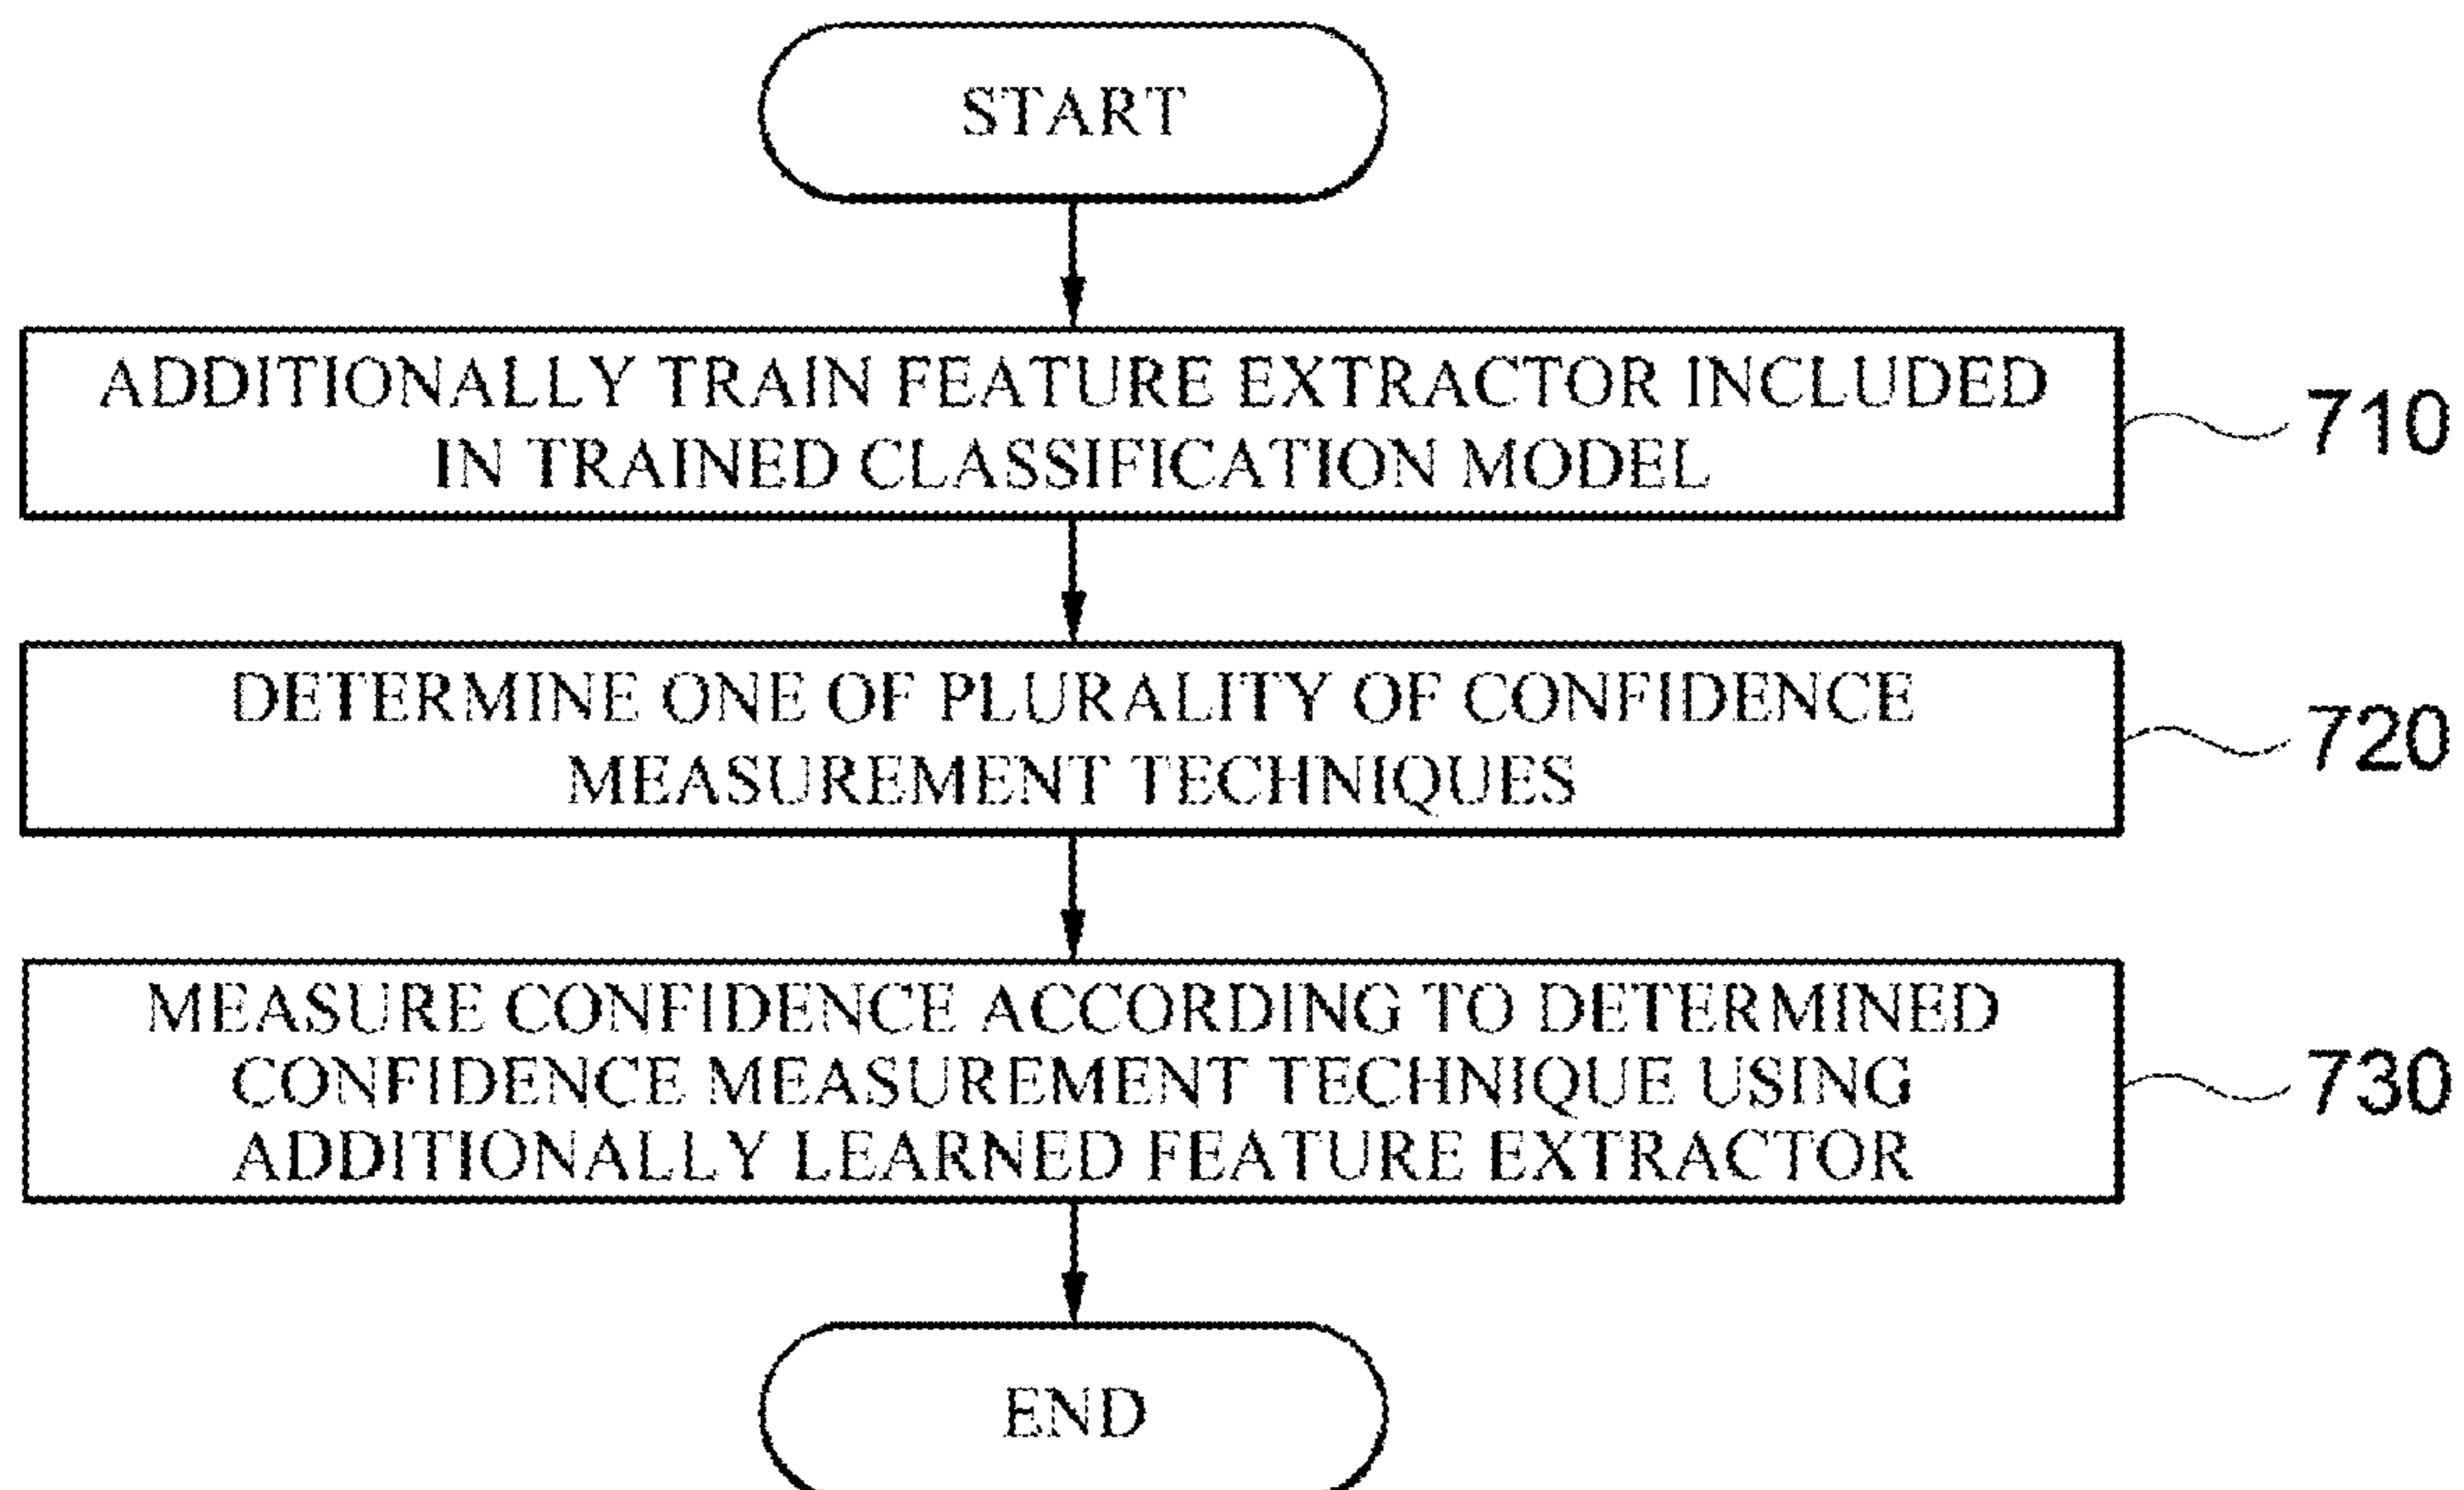 START
ADDITIONALLY TRAIN FEATURE EXTRACTOR INCLUDED
IN TRAINED CLASSIFICATION MODEL
710
DETERMINE ONE OF PLURALITY OF CONFIDENCE
MEASUREMENT TECHNIQUES
720
MEASURE CONFIDENCE ACCORDING TO DETERMINED
CONFIDENCE MEASUREMENT TECHNIQUE USING
ADDITIONALLY LEARNED FEATURE EXTRACTOR
730
END